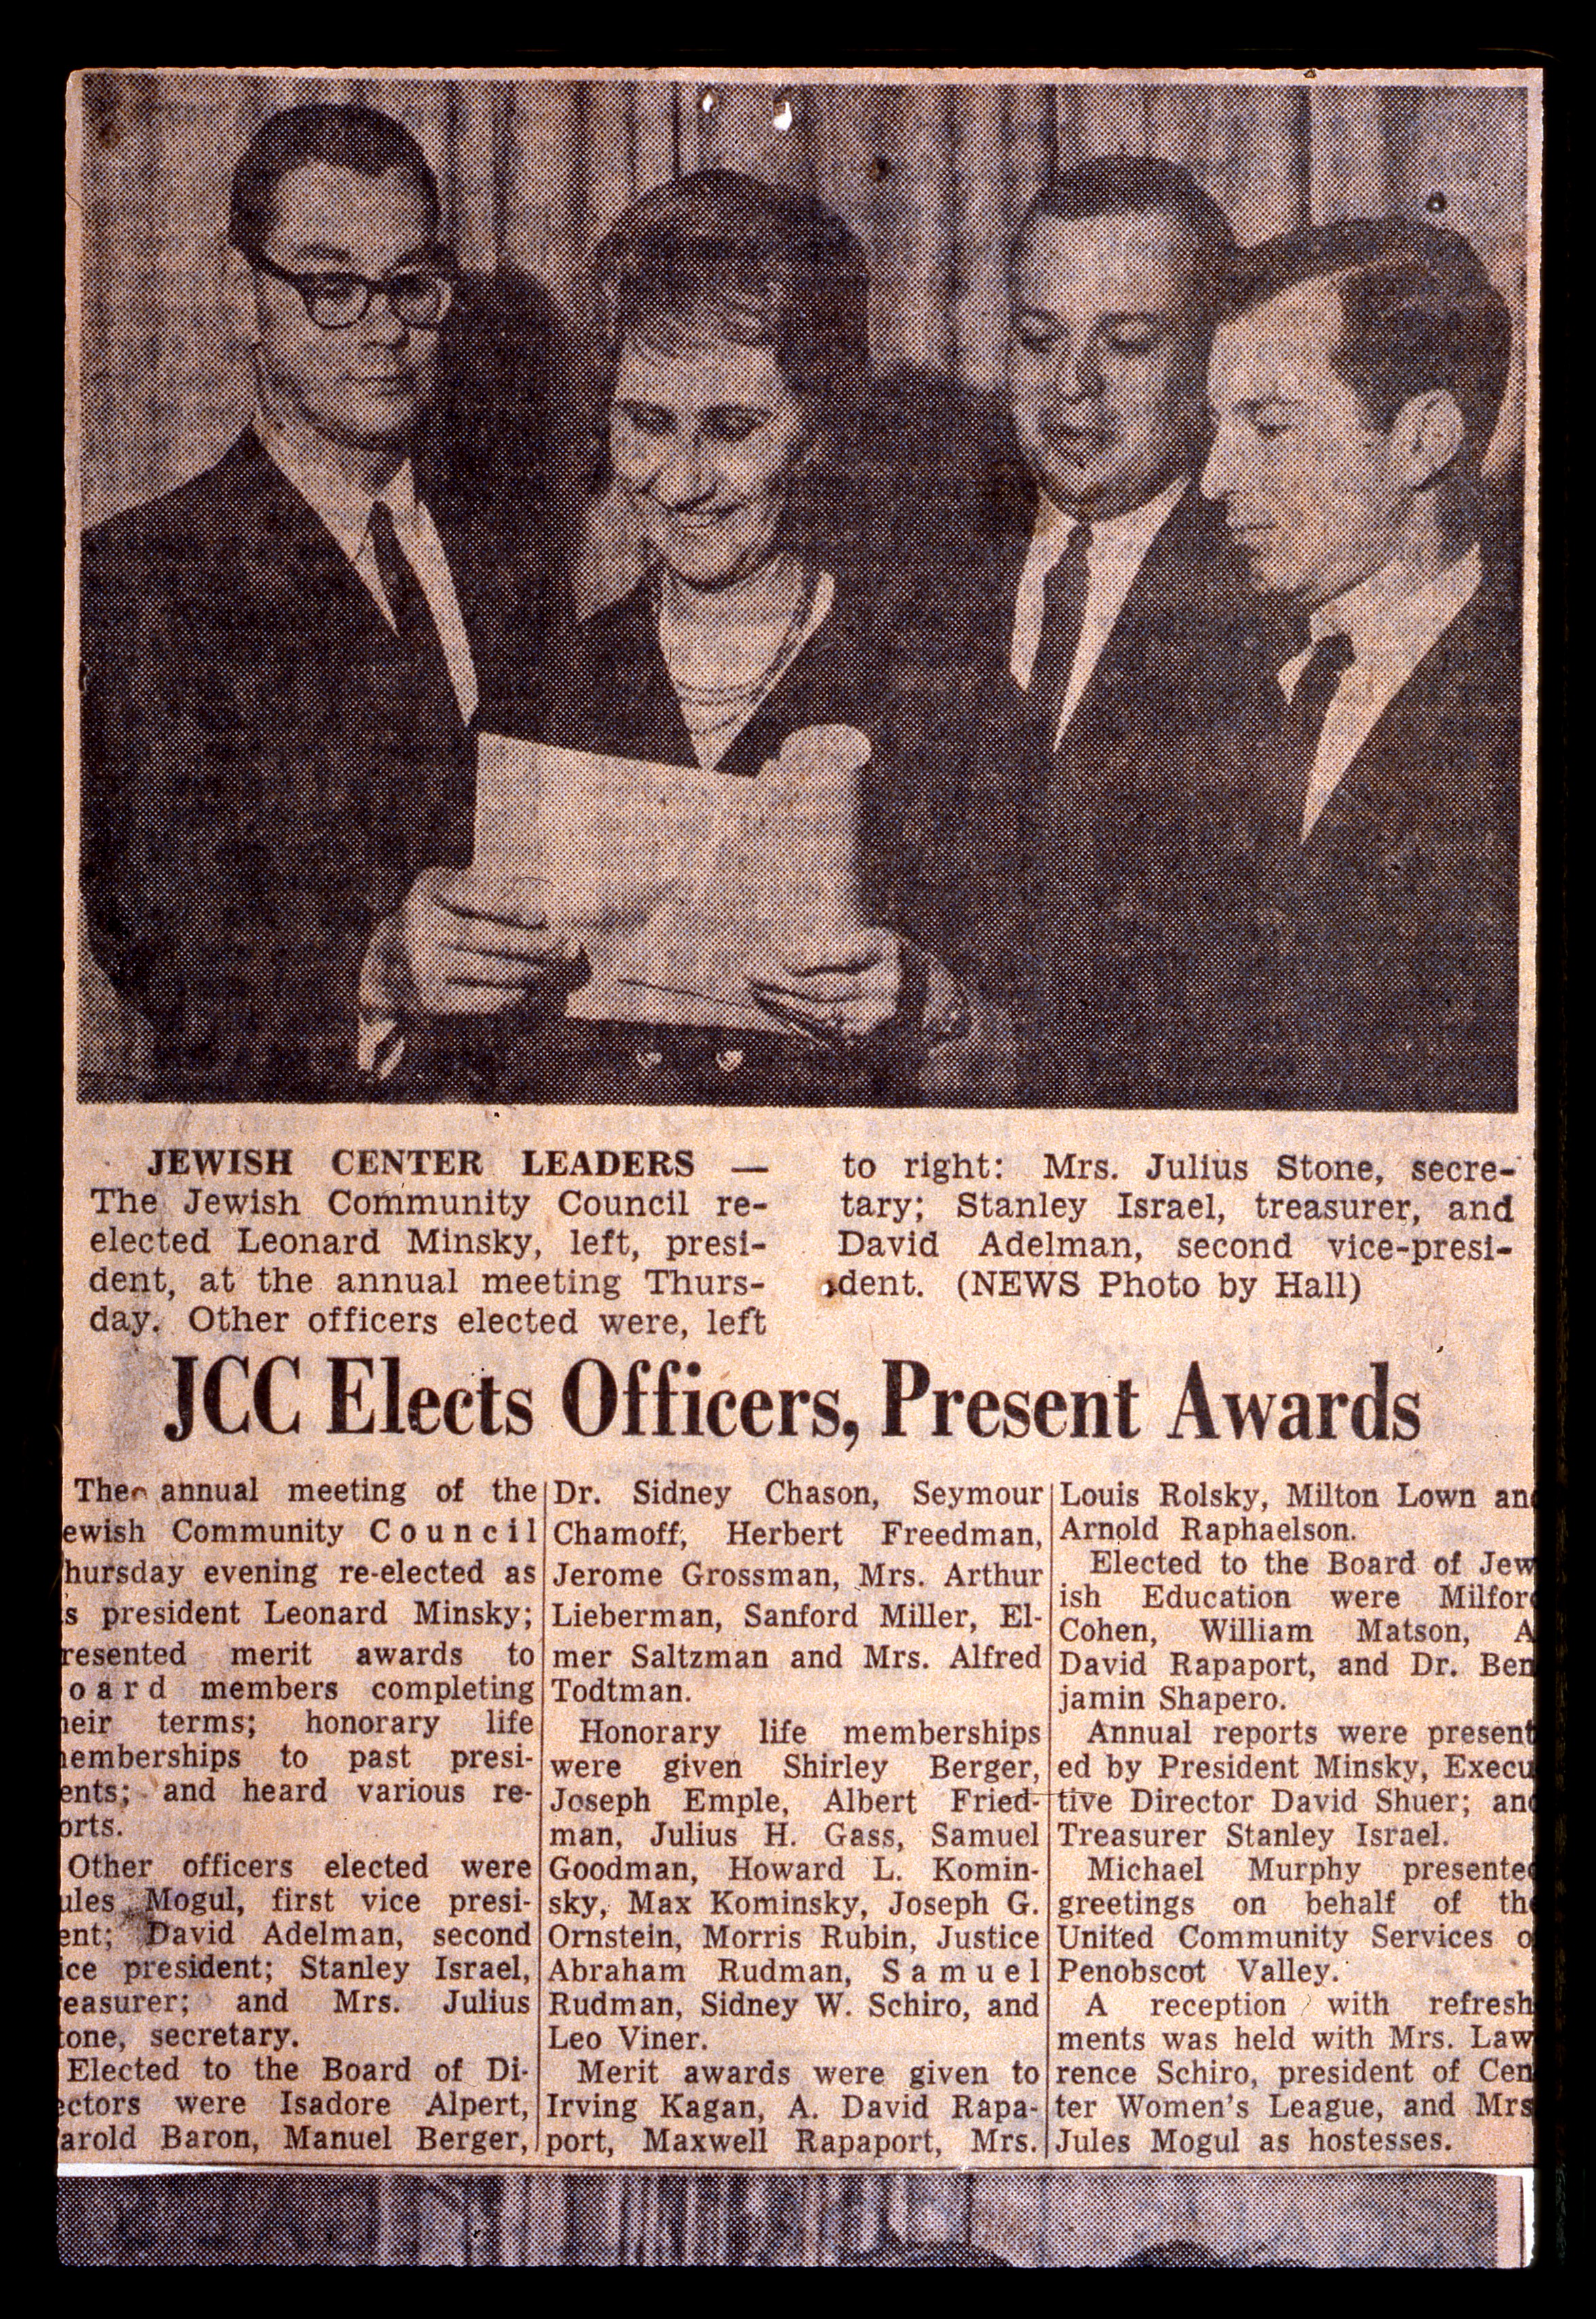 JEWISH CENTER LEADERS —
The Jewish Community Council re-
elected Leonard Minsky, left, presi-
dent, at the annual meeting Thurs-
day. Other officers elected were, left
to right: Mrs. Julius Stone, secre-
tary; Stanley Israel, treasurer, and
David Adelman, second vice-presi-
dent. (NEWS Photo by Hall)
JCC Elects Officers, Present Awards
The annual meeting of the
ewish Community Council
hursday evening re-elected as
s president Leonard Minsky;
resented merit awards to
oard members completing
heir terms; honorary life
emberships to past presi-
ents; and heard various re-
orts.
Other officers elected were
ules Mogul, first vice presi-
ent; David Adelman, second
ice president; Stanley Israel,
easurer; and Mrs. Julius
tone, secretary.
Elected to the Board of Di-
ectors were Isadore Alpert,
arold Baron, Manuel Berger,
Dr. Sidney Chason, Seymour
Chamoff, Herbert Freedman,
Jerome Grossman, Mrs. Arthur
Lieberman, Sanford Miller, El-
mer Saltzman and Mrs. Alfred
Todtman.
Honorary life memberships
were given Shirley Berger,
Joseph Emple, Albert Fried-
man, Julius H. Gass, Samuel
Goodman, Howard L. Komin-
sky, Max Kominsky, Joseph G.
Ornstein, Morris Rubin, Justice
Abraham Rudman, Samuel
Rudman, Sidney W. Schiro, and
Leo Viner.
Merit awards were given to
Irving Kagan, A. David Rapa-
port, Maxwell Rapaport, Mrs.
Louis Rolsky, Milton Lown an
Arnold Raphaelson.
Elected to the Board of Jew
ish Education were Milfor
Cohen, William Matson, A
David Rapaport, and Dr. Ben
jamin Shapero.
Annual reports were present
ed by President Minsky, Execu
tive Director David Shuer; an
Treasurer Stanley Israel.
Michael Murphy presente
greetings on behalf of th
United Community Services o
Penobscot Valley.
A reception with refresh
ments was held with Mrs. Law
rence Schiro, president of Cen
ter Women's League, and Mrs
Jules Mogul as hostesses.